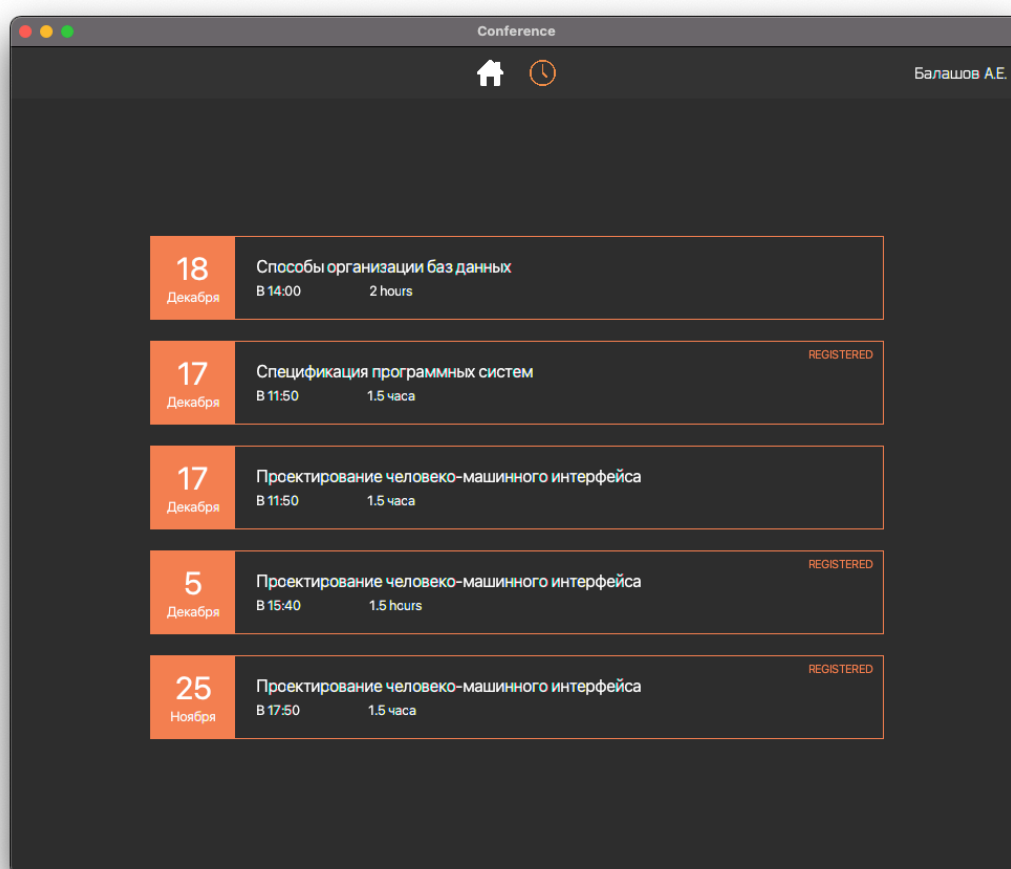 Conference
Балашов А.Е.
18
Декабря
Способы организации баз данных
В 14:00 2 hours
REGISTERED
17
Декабря
Спецификация программных систем
В 11:50 1.5 часа
17
Декабря
Проектирование человеко-машинного интерфейса
В 11:50 1.5 часа
REGISTERED
5
Декабря
Проектирование человеко-машинного интерфейса
В 15:40 1.5 hours
REGISTERED
25
Ноября
Проектирование человеко-машинного интерфейса
В 17:50 1.5 часа